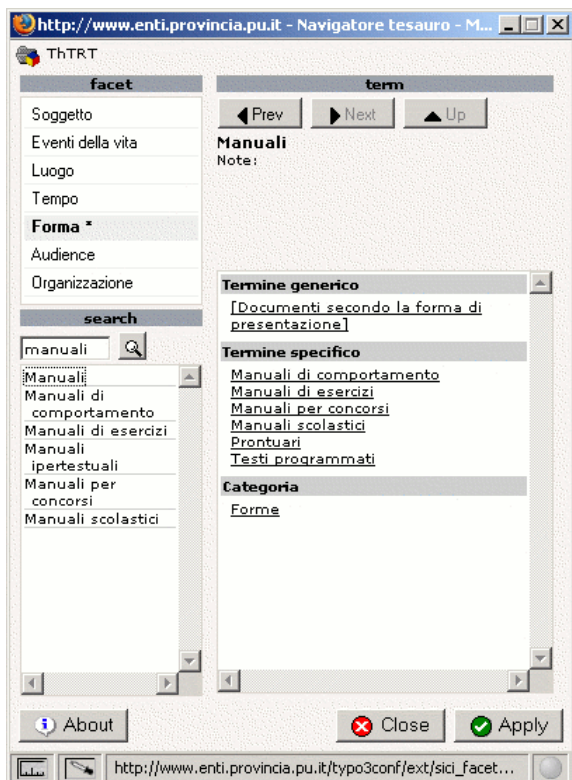 http://www.enti.provincia.pu.it - Navigatore tesauro - M...
ThTRT
facet
Soggetto
Eventi della vita
Luogo
Tempo
Forma *
Audience
Organizzazione
search
manuali
Manuali
Manuali di
comportamento
Manuali di esercizi
Manuali
ipertestuali
Manuali per
concorsi
Manuali scolastici
term
Prev Next Up
Manuali
Note:
Termine generico
[Documenti secondo la forma di
presentazione]
Termine specifico
Manuali di comportamento
Manuali di esercizi
Manuali per concorsi
Manuali scolastici
Prontuari
Testi programmati
Categoria
Forme
About Close Apply
http://www.enti.provincia.pu.it/typo3conf/ext/sici_facet...